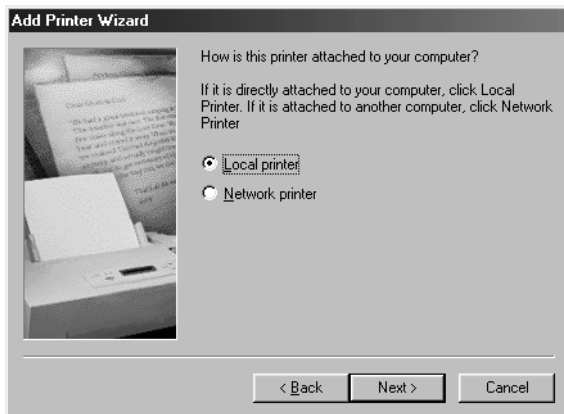 Add Printer Wizard
How is this printer attached to your computer?
If it is directly attached to your computer, click Local
Printer. If it is attached to another computer, click Network
Printer
Local printer
Network printer
< Back
Next >
Cancel